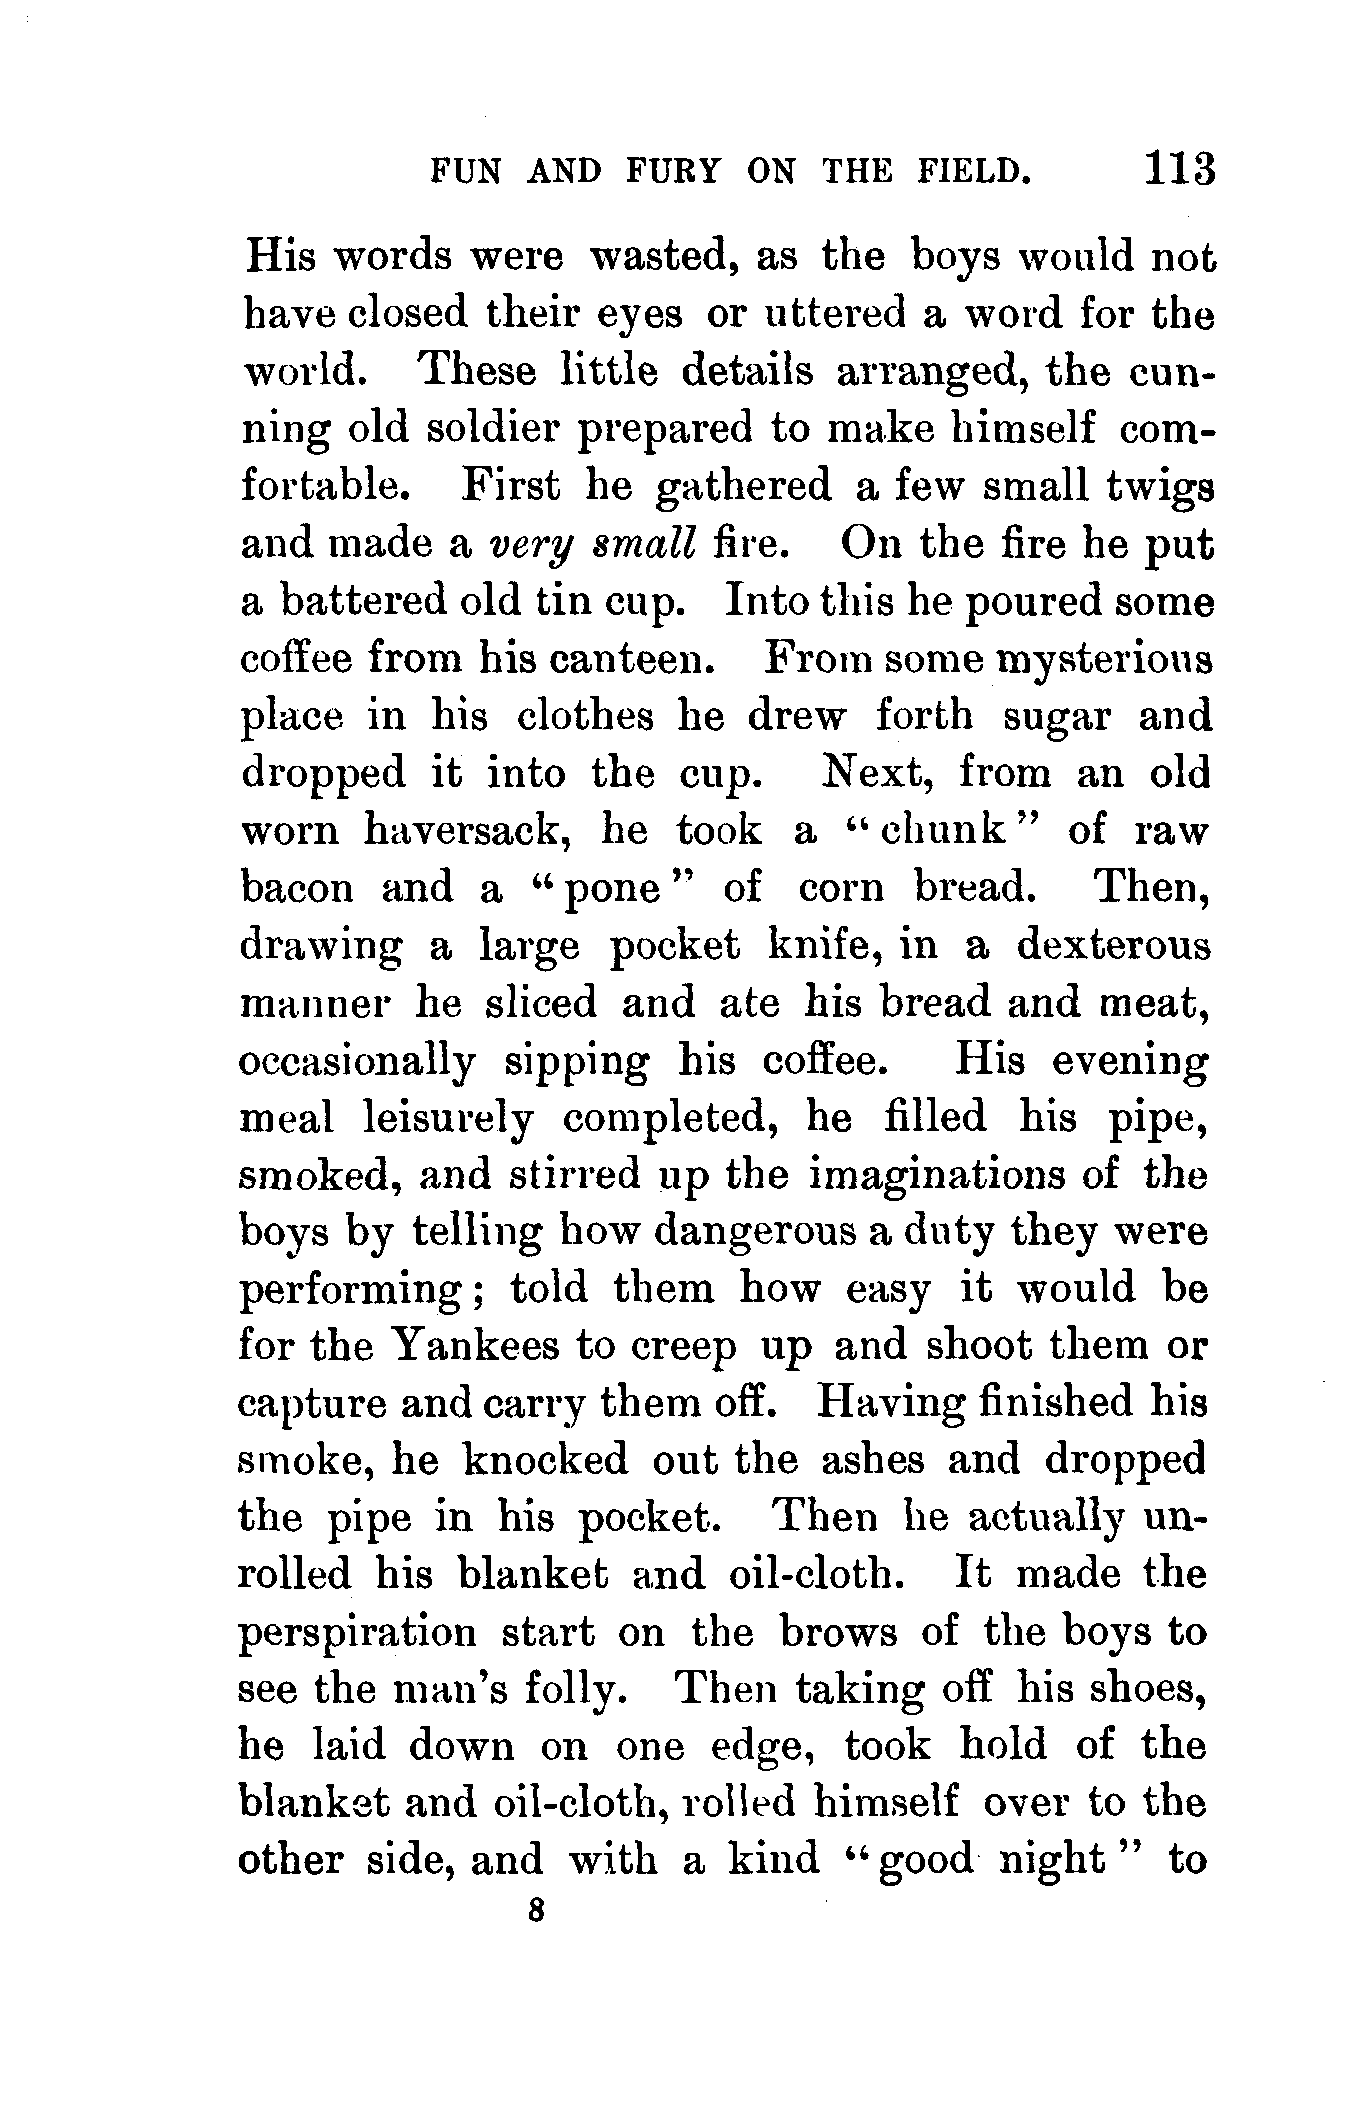 FUN AND FURY ON THE FIELD. 113
His words were wasted, as the boys would not
have closed their eyes or uttered a word for the
world. These little details arranged, the cun-
ning old soldier prepared to make himself com-
fortable. First he gathered a few small twigs
and made a very small fire. On the fire he put
a battered old tin cup. Into this he poured some
coffee from his canteen. From some mysterious
place in his clothes he drew forth sugar and
dropped it into the cup. Next, from an old
worn haversack, he took a “chunk” of raw
bacon and a “pone” of corn bread. Then,
drawing a large pocket knife, in a dexterous
manner he sliced and ate his bread and meat,
occasionally sipping his coffee. His evening
meal leisurely completed, he filled his pipe,
smoked, and stirred up the imaginations of the
boys by telling how dangerous a duty they were
performing; told them how easy it would be
for the Yankees to creep up and shoot them or
capture and carry them off. Having finished his
smoke, he knocked out the ashes and dropped
the pipe in his pocket. Then he actually un-
rolled his blanket and oil-cloth. It made the
perspiration start on the brows of the boys to
see the man's folly. Then taking off his shoes,
he laid down on one edge, took hold of the
blanket and oil-cloth, rolled himself over to the
other side, and with a kind “good night” to
8